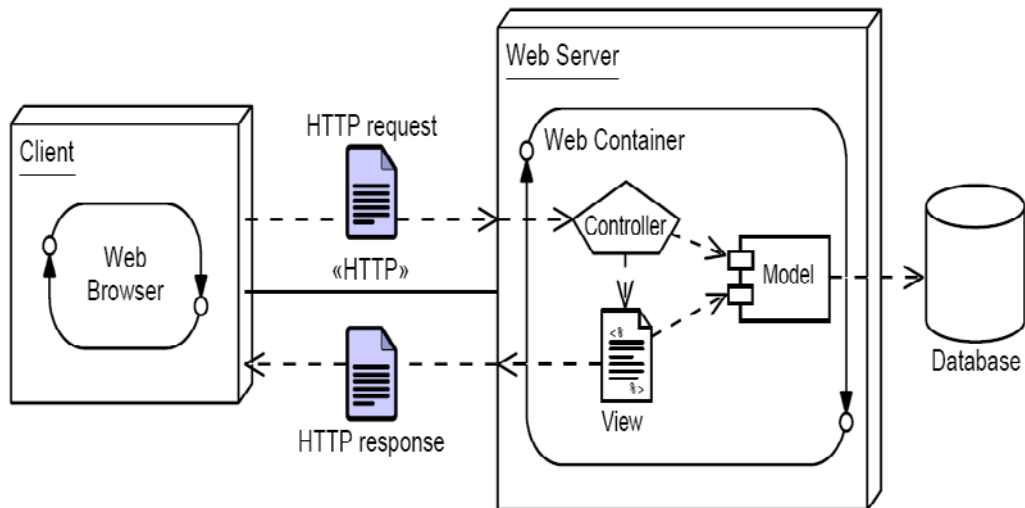 Web Server
HTTP request
Client
Web Container
Controller
Web
Browser
«HTTP»
Model
<%
%>
Database
View
HTTP response